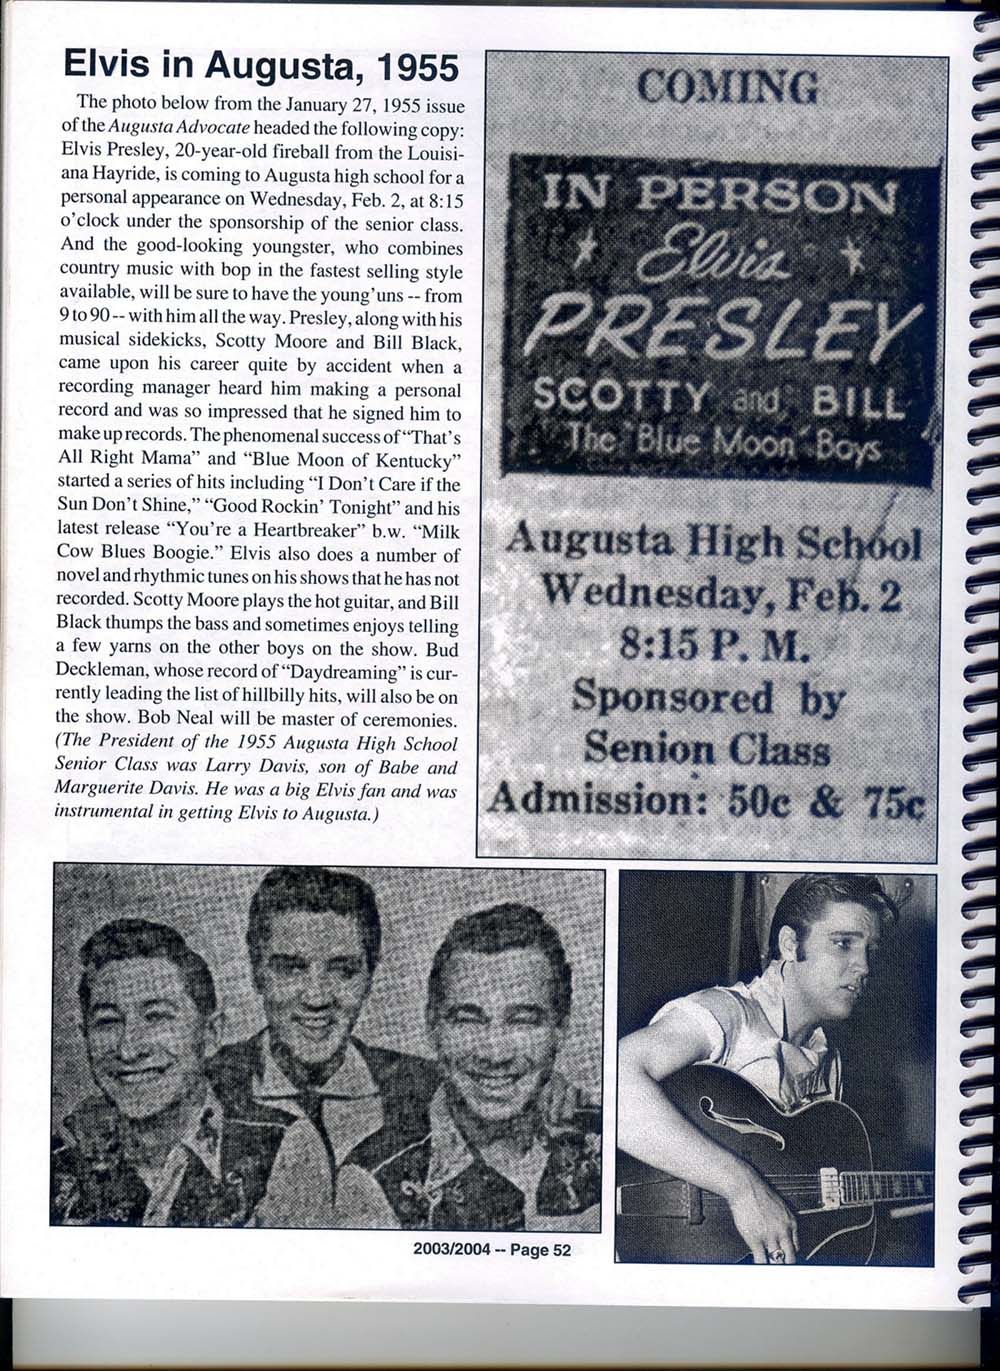 Elvis in Augusta, 1955
The photo below from the January 27, 1955 issue
of the Augusta Advocate headed the following copy:
Elvis Presley, 20-year-old fireball from the Louisi-
ana Hayride, is coming to Augusta high school for a
personal appearance on Wednesday, Feb. 2, at 8:15
o'clock under the sponsorship of the senior class.
And the good-looking youngster, who combines
country music with bop in the fastest selling style
available, will be sure to have the young'uns -- from
9 to 90 -- with him all the way. Presley, along with his
musical sidekicks, Scotty Moore and Bill Black,
came upon his career quite by accident when a
recording manager heard him making a personal
record and was so impressed that he signed him to
make up records. The phenomenal success of "That's
All Right Mama" and "Blue Moon of Kentucky"
started a series of hits including "I Don't Care if the
Sun Don't Shine," "Good Rockin' Tonight" and his
latest release "You're a Heartbreaker" b.w. "Milk
Cow Blues Boogie." Elvis also does a number of
novel and rhythmic tunes on his shows that he has not
recorded. Scotty Moore plays the hot guitar, and Bill
Black thumps the bass and sometimes enjoys telling
a few yarns on the other boys on the show. Bud
Deckleman, whose record of "Daydreaming" is cur-
rently leading the list of hillbilly hits, will also be on
the show. Bob Neal will be master of ceremonies.
(The President of the 1955 Augusta High School
Senior Class was Larry Davis, son of Babe and
Marguerite Davis. He was a big Elvis fan and was
instrumental in getting Elvis to Augusta.)
COMING
IN PERSON
Elvis
PRESLEY
SCOTTY and BILL
The "Blue Moon" Boys
Augusta High School
Wednesday, Feb. 2
8:15 P. M.
Sponsored by
Senion Class
Admission: 50c & 75c
2003/2004 -- Page 52